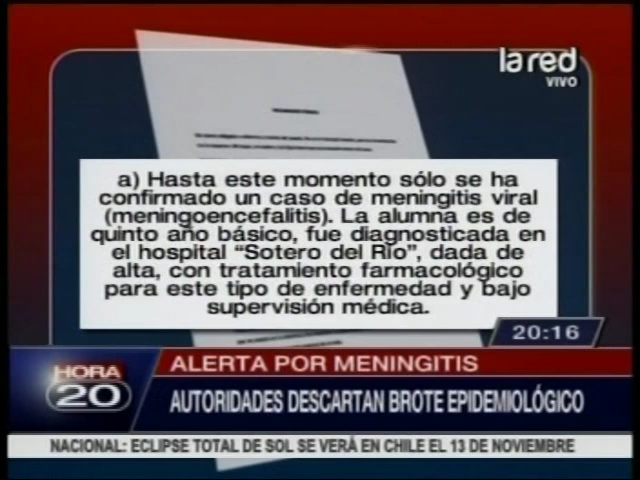 la red
VIVO
a) Hasta este momento sólo se ha
confirmado un caso de meningitis viral
(meningoencefalitis). La alumna es de
quinto año básico, fue diagnosticada en
el hospital “Sotero del Río”, dada de
alta, con tratamiento farmacológico
para este tipo de enfermedad y bajo
supervisión médica.
20:16
HORA
20
ALERTA POR MENINGITIS
AUTORIDADES DESCARTAN BROTE EPIDEMIOLÓGICO
NACIONAL: ECLIPSE TOTAL DE SOL SE VERÁ EN CHILE EL 13 DE NOVIEMBRE